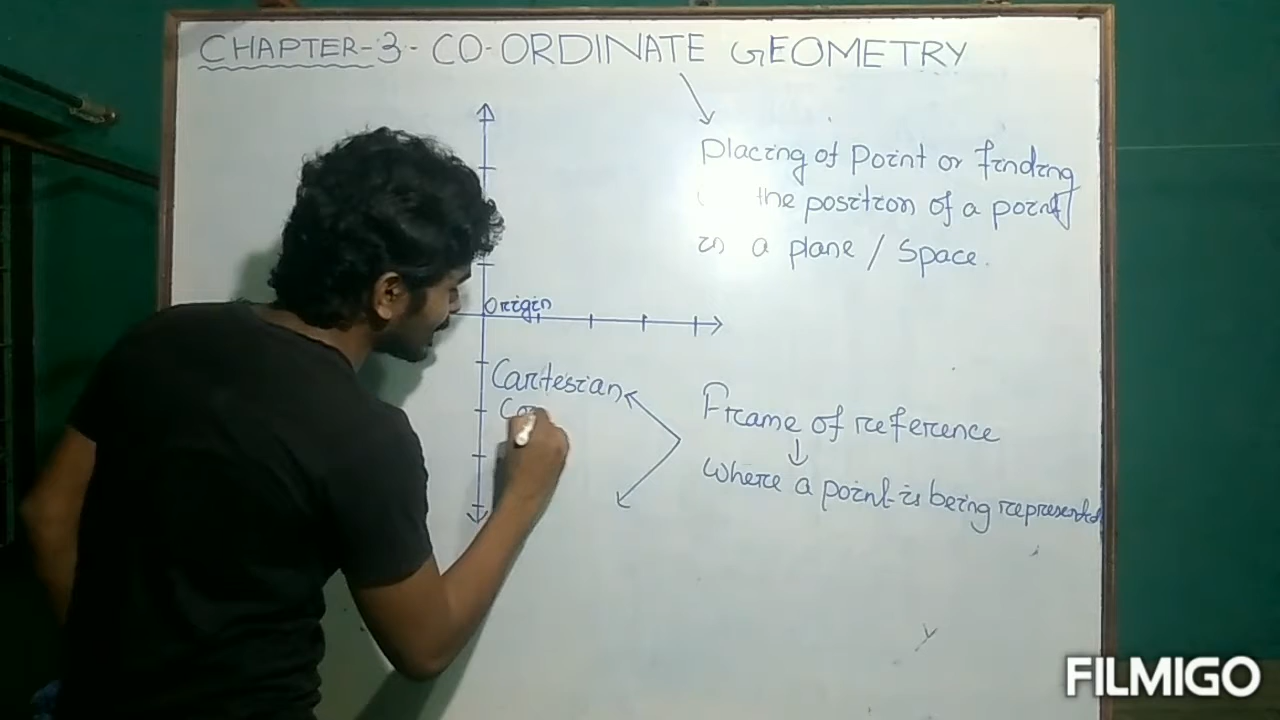 CHAPTER-3- CO-ORDINATE GEOMETRY
Placing of Point or finding
the position of a point
in a plane / Space.
Origin
Cartesian
Co
Frame of reference
Where a point is being represented
y
FILMIGO